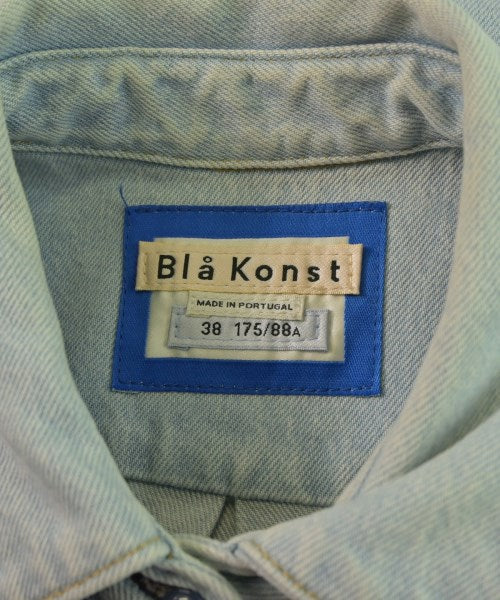 Blå Konst
MADE IN PORTUGAL
38 175/88A